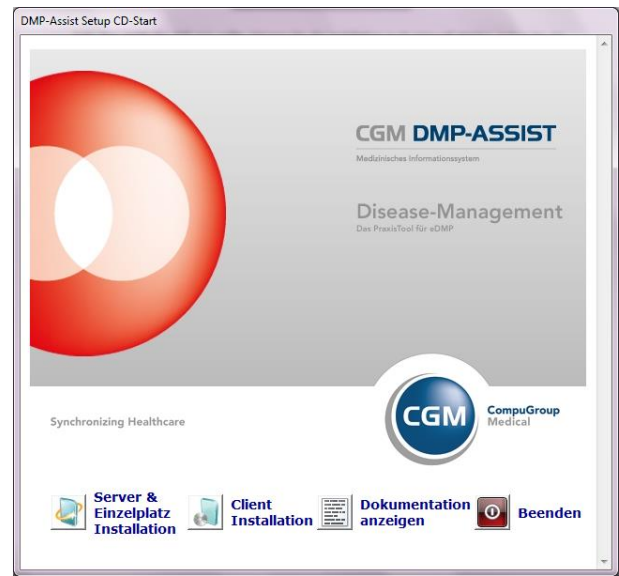 DMP-Assist Setup CD-Start
CGM DMP-ASSIST
Medizinisches Informationssystem
Disease-Management
Das PraxisTool für eDMP
Synchronizing Healthcare
CGM
CompuGroup
Medical
Server &
Einzelplatz
Installation
Client
Installation
Dokumentation
anzeigen
Beenden